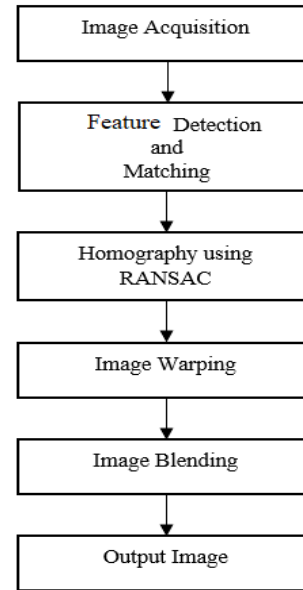 Image Acquisition
Feature Detection
and
Matching
Homography using
RANSAC
Image Warping
Image Blending
Output Image